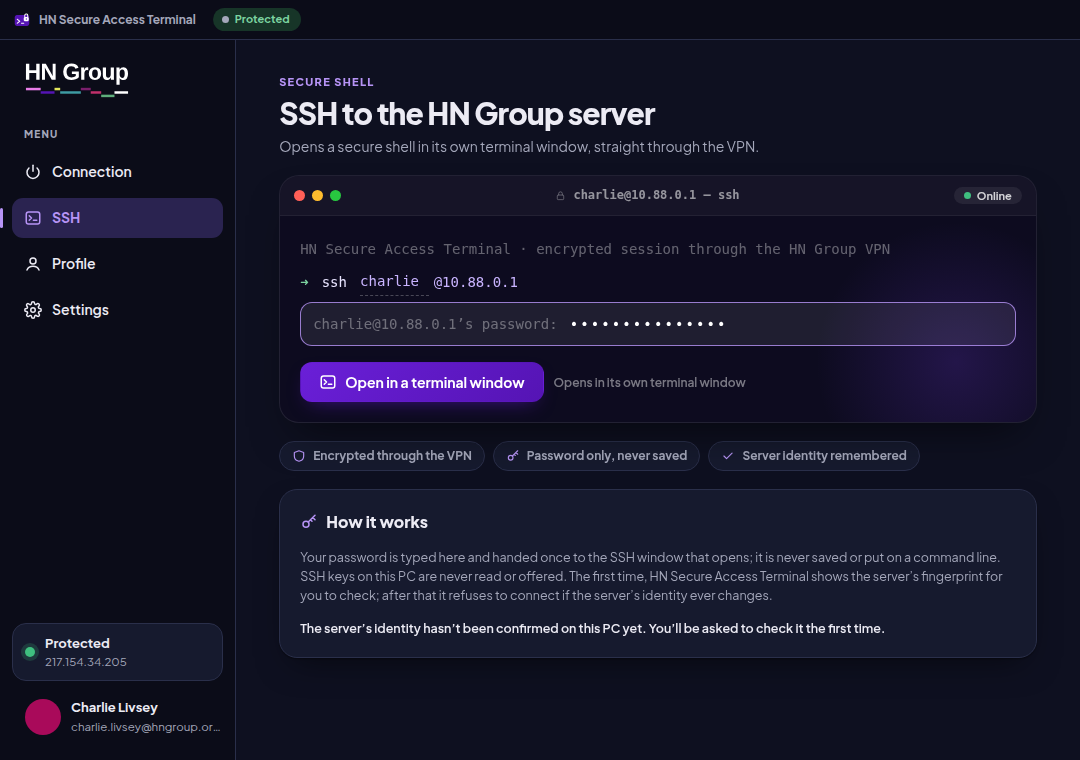 HN Secure Access Terminal
Protected
HN Group
MENU
Connection
SSH
Profile
Settings
Protected
217.154.34.205
Charlie Livsey
charlie.livsey@hngroup.or…
SECURE SHELL
SSH to the HN Group server
Opens a secure shell in its own terminal window, straight through the VPN.
charlie@10.88.0.1 — ssh
Online
HN Secure Access Terminal · encrypted session through the HN Group VPN
➜ ssh charlie @10.88.0.1
charlie@10.88.0.1’s password: •••••••••••••••
Open in a terminal window
Opens in its own terminal window
Encrypted through the VPN
Password only, never saved
Server identity remembered
How it works
Your password is typed here and handed once to the SSH window that opens; it is never saved or put on a command line.
SSH keys on this PC are never read or offered. The first time, HN Secure Access Terminal shows the server’s fingerprint for
you to check; after that it refuses to connect if the server’s identity ever changes.
The server’s identity hasn’t been confirmed on this PC yet. You’ll be asked to check it the first time.